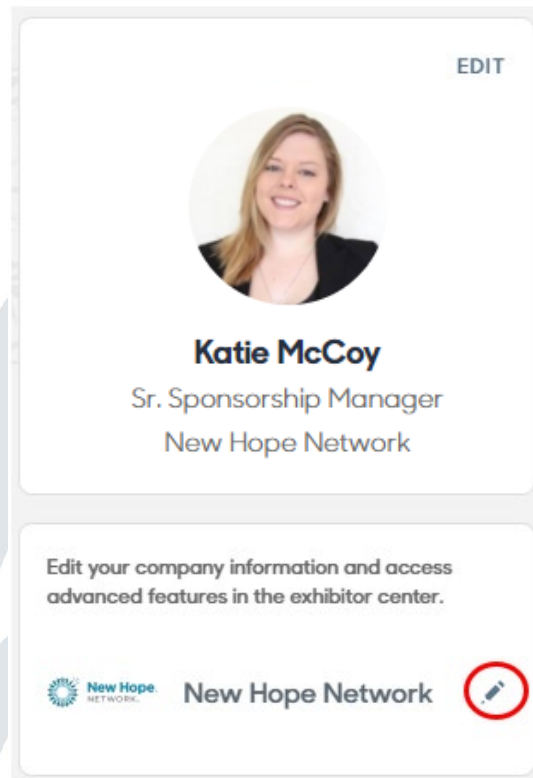 EDIT
Katie McCoy
Sr. Sponsorship Manager
New Hope Network
Edit your company information and access
advanced features in the exhibitor center.
New Hope.
NETWORK.
New Hope Network